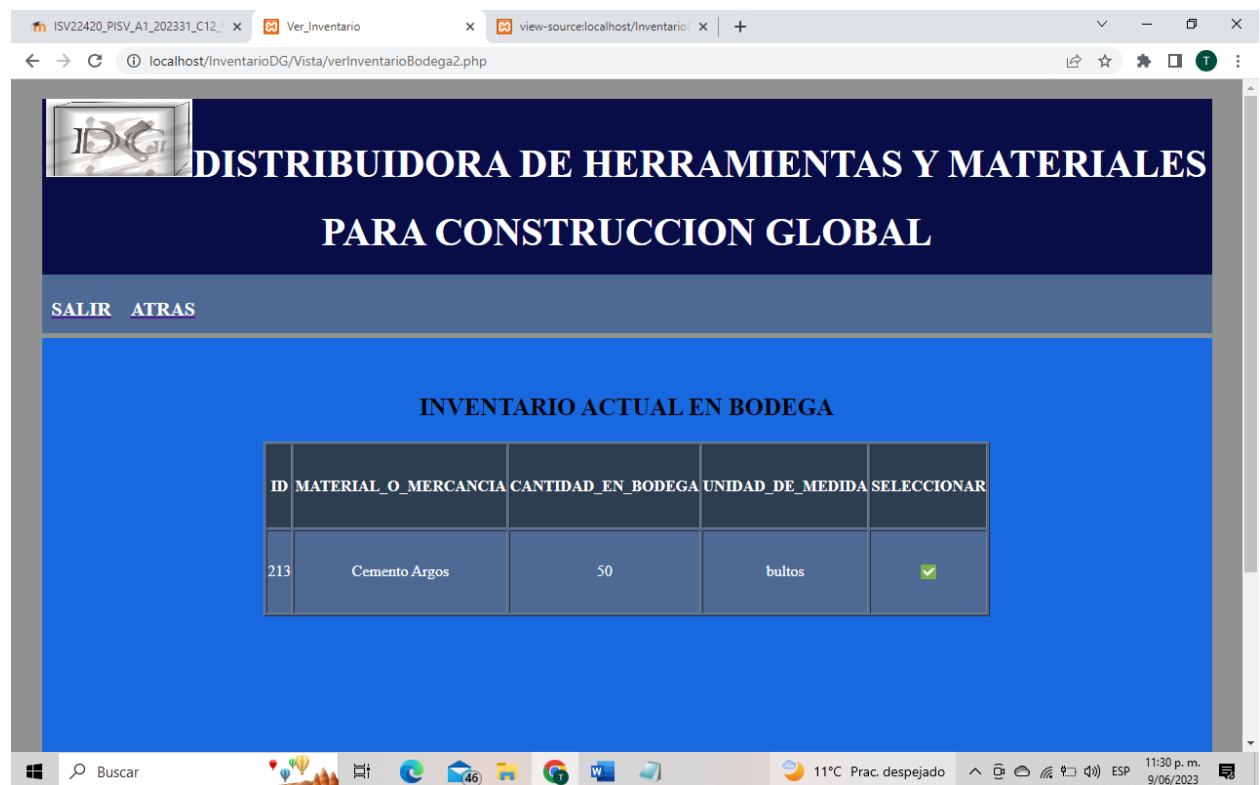 ISV22420_PISV_A1_202331_C12_
Ver_Inventario
view-source:localhost/Inventario
localhost/InventarioDG/Vista/verInventarioBodega2.php
T
IDG
DISTRIBUIDORA DE HERRAMIENTAS Y MATERIALES
PARA CONSTRUCCION GLOBAL
SALIR ATRAS
INVENTARIO ACTUAL EN BODEGA
ID MATERIAL_O_MERCANCIA CANTIDAD_EN_BODEGA UNIDAD_DE_MEDIDA SELECCIONAR
213 Cemento Argos 50 bultos
Buscar
46
11°C Prac. despejado
ESP
11:30 p. m.
9/06/2023